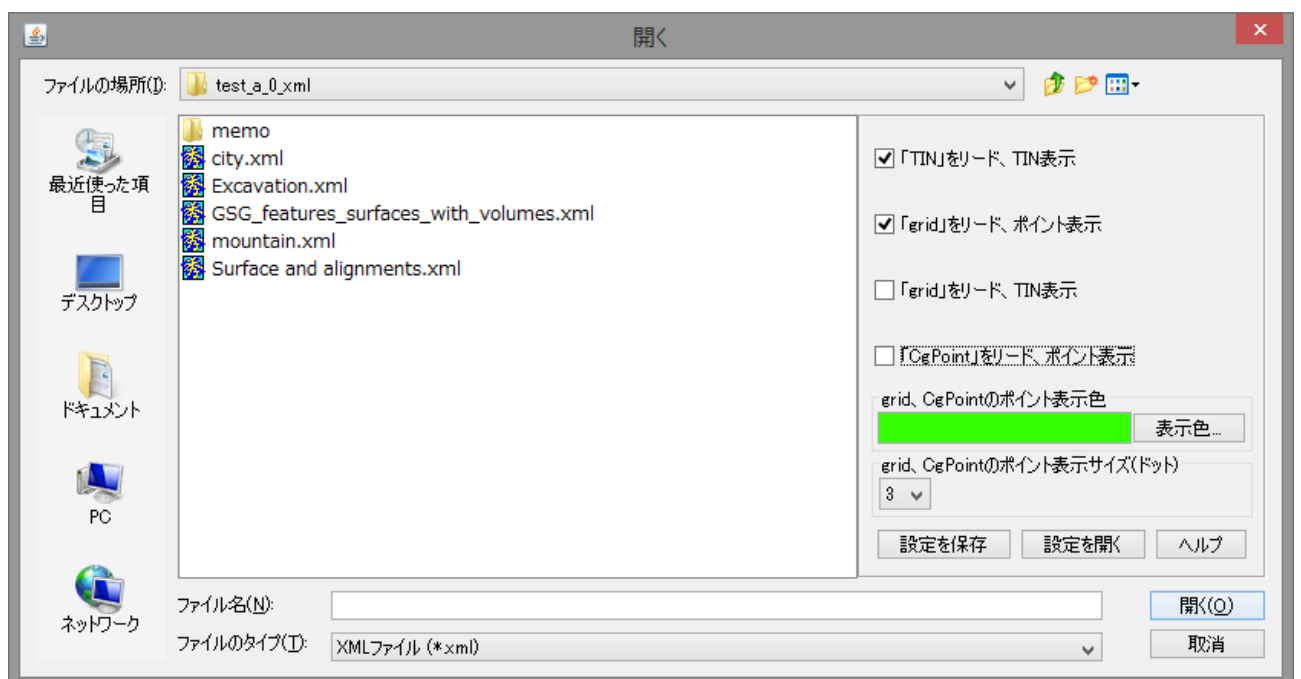 開く
ファイルの場所(I):
test_a_0_xml
最近使った項
目
デスクトップ
ドキュメント
PC
ネットワーク
memo
city.xml
Excavation.xml
GSG_features_surfaces_with_volumes.xml
mountain.xml
Surface and alignments.xml
「TIN」をリード、TIN表示
「grid」をリード、ポイント表示
「grid」をリード、TIN表示
「CgPoint」をリード、ポイント表示
grid、CgPointのポイント表示色
表示色...
grid、CgPointのポイント表示サイズ(ドット)
3
設定を保存 設定を開く ヘルプ
ファイル名(N):
開く(O)
ファイルのタイプ(T):
XMLファイル (*xml)
取消